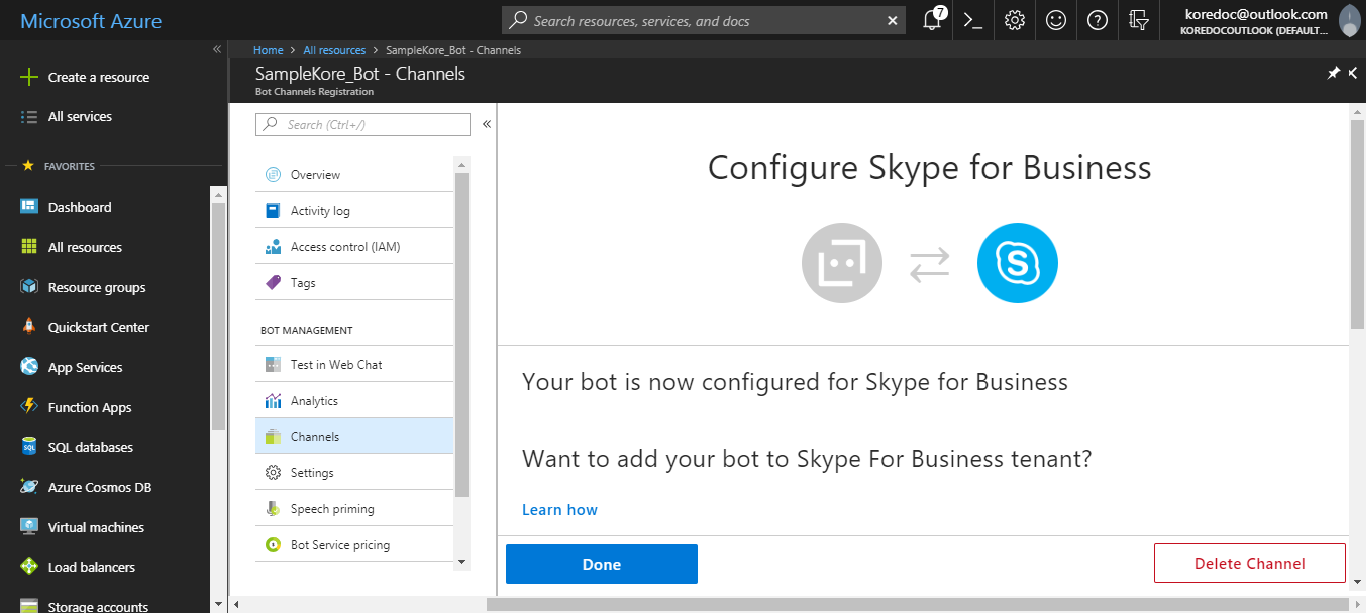 Microsoft Azure
Search resources, services, and docs
7
koredoc@outlook.com
KOREDOCOUTLOOK (DEFAULT...
Home > All resources > SampleKore_Bot - Channels
SampleKore_Bot - Channels
Bot Channels Registration
Create a resource
All services
FAVORITES
Dashboard
All resources
Resource groups
Quickstart Center
App Services
Function Apps
SQL databases
Azure Cosmos DB
Virtual machines
Load balancers
Storage accounts
Search (Ctrl+/)
Overview
Activity log
Access control (IAM)
Tags
BOT MANAGEMENT
Test in Web Chat
Analytics
Channels
Settings
Speech priming
Bot Service pricing
Configure Skype for Business
Your bot is now configured for Skype for Business
Want to add your bot to Skype For Business tenant?
Learn how
Done
Delete Channel